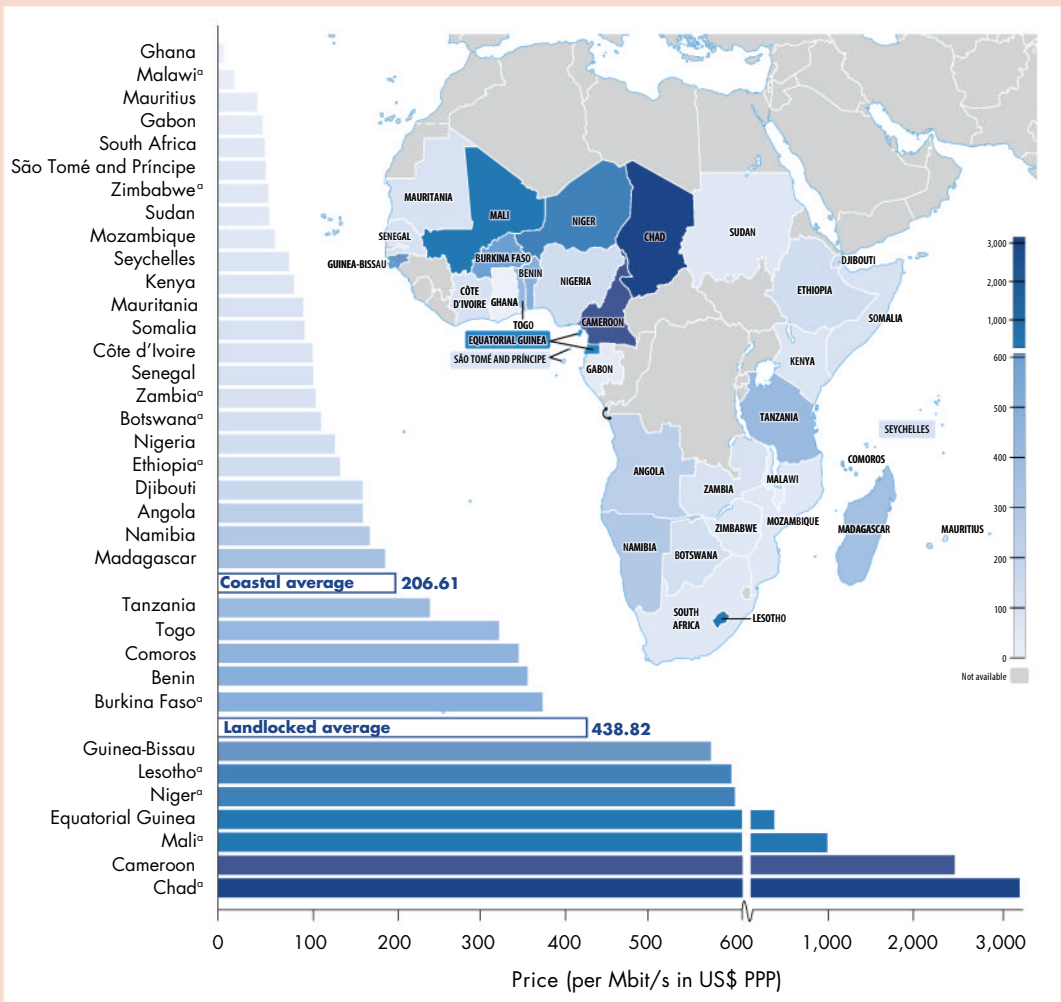 Ghana
Malawiᵃ
Mauritius
Gabon
South Africa
São Tomé and Príncipe
Zimbabweᵃ
Sudan
Mozambique
Seychelles
Kenya
Mauritania
Somalia
Côte d'Ivoire
Senegal
Zambiaᵃ
Botswanaᵃ
Nigeria
Ethiopiaᵃ
Djibouti
Angola
Namibia
Madagascar
Coastal average 206.61
Tanzania
Togo
Comoros
Benin
Burkina Fasoᵃ
Landlocked average 438.82
Guinea-Bissau
Lesothoᵃ
Nigerᵃ
Equatorial Guinea
Maliᵃ
Cameroon
Chadᵃ
0 100 200 300 400 500 600 1,000 2,000 3,000
Price (per Mbit/s in US$ PPP)
MAURITANIA
MALI
NIGER
CHAD
SUDAN
SENEGAL
GUINEA-BISSAU
BURKINA FASO
BENIN
NIGERIA
DJIBOUTI
CÔTE
D'IVOIRE
GHANA
ETHIOPIA
SOMALIA
TOGO
CAMEROON
EQUATORIAL GUINEA
SÃO TOMÉ AND PRÍNCIPE
GABON
KENYA
TANZANIA
SEYCHELLES
COMOROS
ANGOLA
ZAMBIA
MALAWI
MOZAMBIQUE
ZIMBABWE
MADAGASCAR
MAURITIUS
NAMIBIA
BOTSWANA
SOUTH
AFRICA
LESOTHO
3,000
2,000
1,000
600
500
400
300
200
100
0
Not available